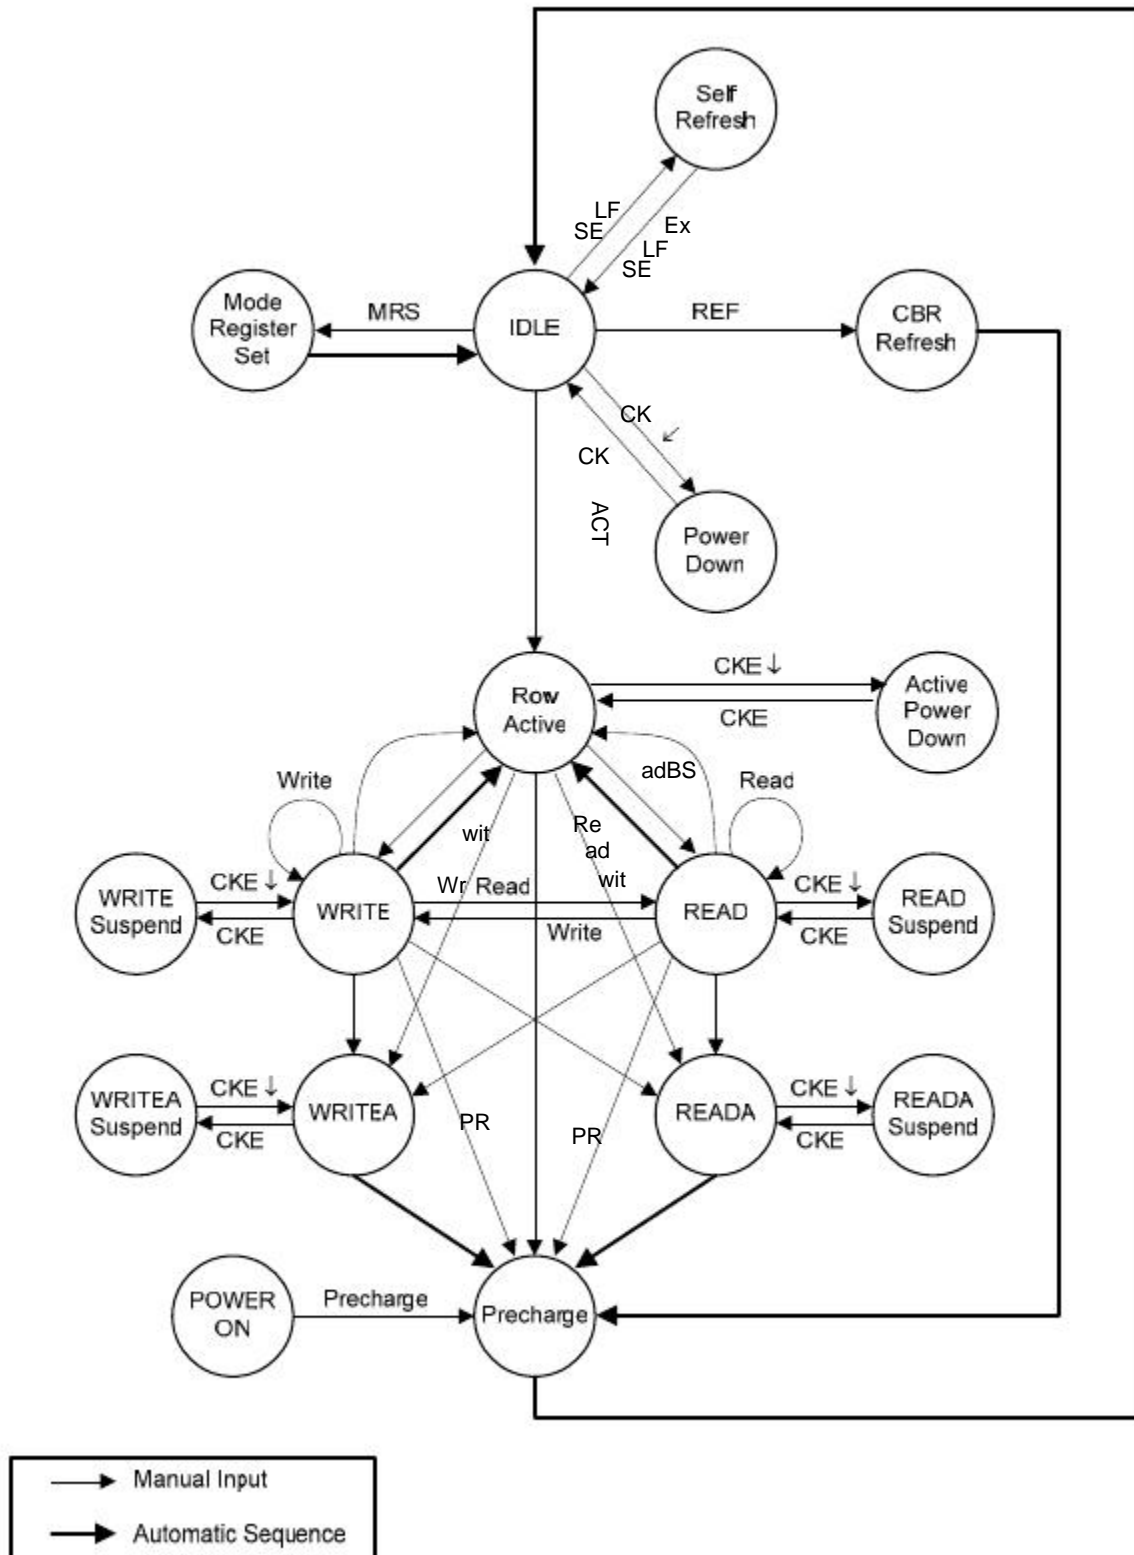 Self
Refresh
LF
SE
Ex
LF
SE
Mode
Register
Set
MRS
IDLE
REF
CBR
Refresh
CK
↙
CK
ACT
Power
Down
Row
Active
CKE ↓
CKE
Active
Power
Down
Write
adBS
Read
wit
Re
ad
wit
WRITE
Suspend
CKE ↓
CKE
WRITE
Wr
Read
Write
READ
CKE ↓
CKE
READ
Suspend
WRITEA
Suspend
CKE ↓
CKE
WRITEA
PR
PR
READA
CKE ↓
CKE
READA
Suspend
POWER
ON
Precharge
Precharge
Manual Input
Automatic Sequence